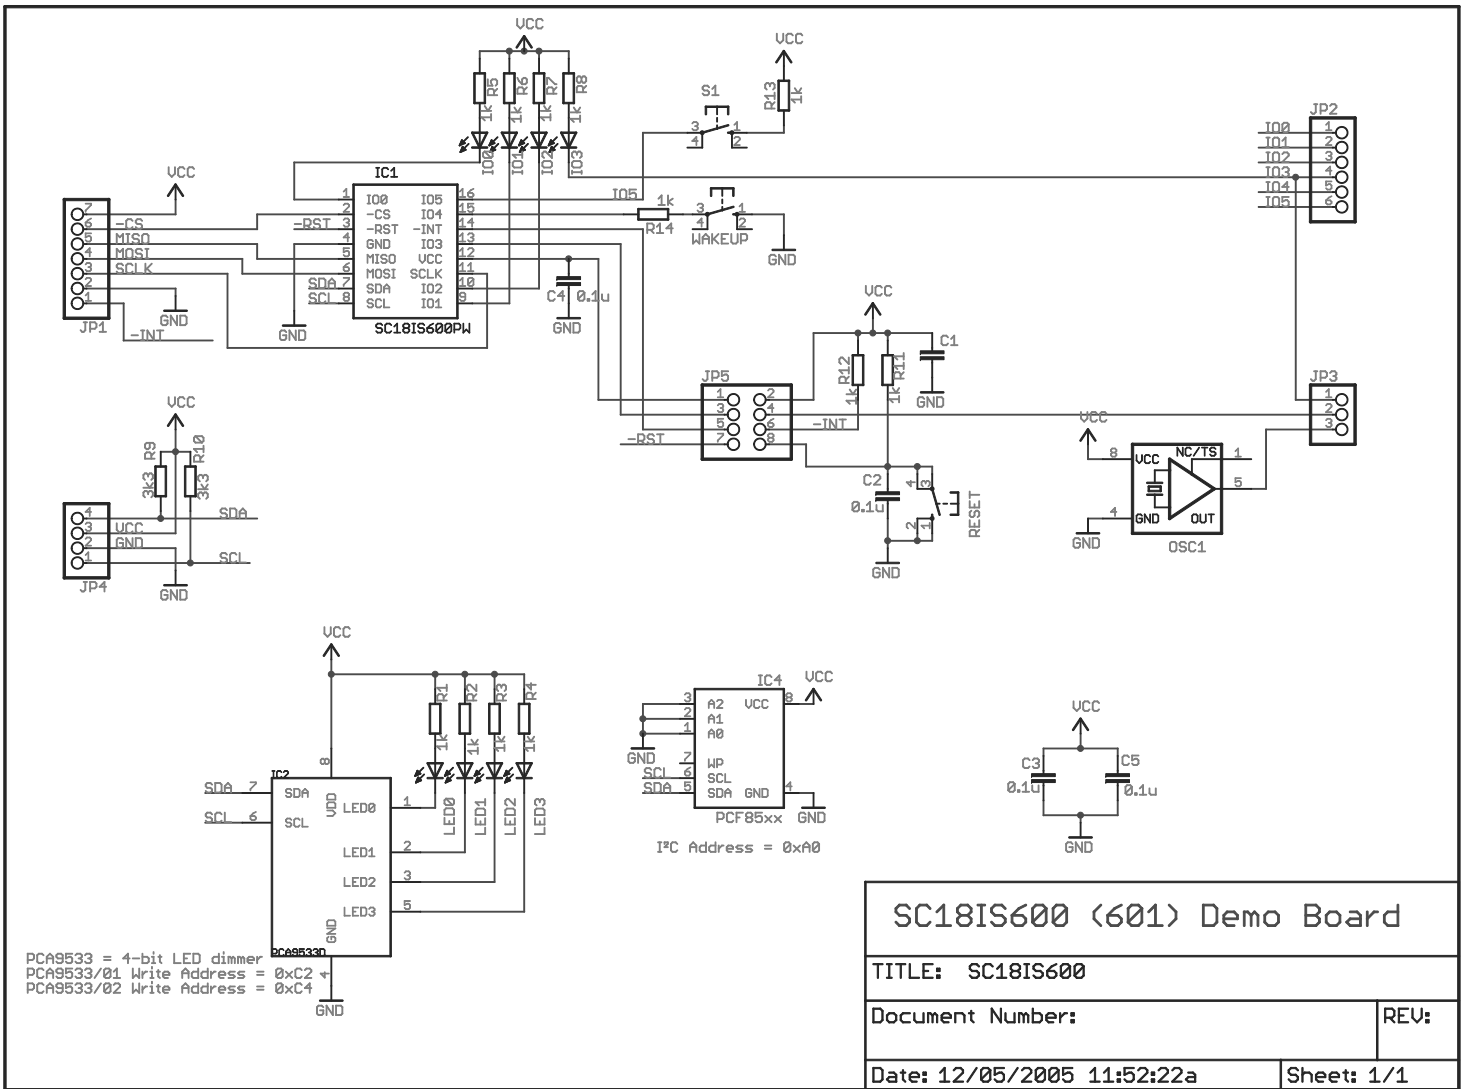 VCC
R5
R6
R7
R8
1k
1k
1k
1k
IO0
IO1
IO2
IO3
S1
3
4
1
2
VCC
R13
1k
JP2
IO0 1
IO1 2
IO2 3
IO3 4
IO4 5
IO5 6
VCC
7
-CS 6
MISO 5
MOSI 4
SCLK 3
2
1
JP1
GND
-INT
IC1
1 IO0 IO5 16
2 -CS IO4 15
-RST 3 -RST -INT 14
4 GND IO3 13
5 MISO VCC 12
6 MOSI SCLK 11
SDA 7 SDA IO2 10
SCL 8 SCL IO1 9
SC18IS600PW
GND
IO5
1k
R14
3
4
1
2
WAKEUP
GND
C4 0.1u
GND
VCC
R12
1k
R11
1k
C1
GND
JP5
1 2
3 4
5 6
7 8
-INT
-RST
C2
0.1u
4
3
2
1
RESET
GND
JP3
1
2
3
VCC
8
VCC
NC/TS
1
5
4
GND
OUT
GND
OSC1
VCC
R9
R10
3k3
3k3
4 SDA
3 VCC
2 GND
1 SCL
JP4
GND
VCC
R1
R2
R3
R4
1k
1k
1k
1k
LED0
LED1
LED2
LED3
IC2
8
VDD
SDA 7 SDA
SCL 6 SCL
LED0 1
LED1 2
LED2 3
LED3 5
GND
PCA9533D
4
GND
PCA9533 = 4-bit LED dimmer
PCA9533/01 Write Address = 0xC2
PCA9533/02 Write Address = 0xC4
IC4
VCC
3 A2 VCC 8
2 A1
1 A0
GND
7 WP
SCL 6 SCL
SDA 5 SDA GND 4
PCF85xx GND
I²C Address = 0xA0
VCC
C3
0.1u
C5
0.1u
GND
SC18IS600 (601) Demo Board
TITLE: SC18IS600
Document Number:
REV:
Date: 12/05/2005 11:52:22a
Sheet: 1/1